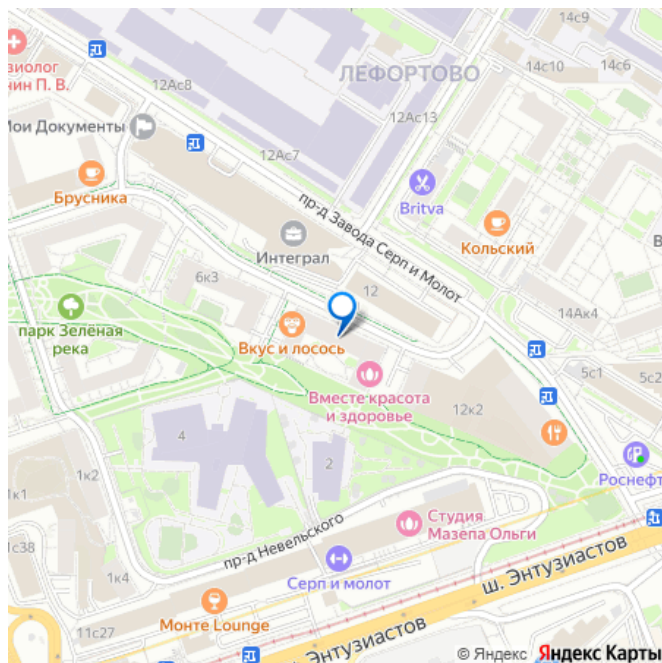 14с9
14с10
14с6
ЛЕФОРТОВО
12Ас8
12Ас13
Мои Документы
12Ас7
Брусника
Britva
пр-д Завода Серп и Молот
Кольский
Интеграл
6к3
12
14Ак4
парк Зелёная
река
Вкус и лосось
5с1
5с2
Вместе красота
и здоровье
12к2
4
2
1к2
Роснефть
1к1
Студия
Мазепа Ольги
1с38
пр-д Невельского
1к4
Серп и молот
ш. Энтузиастов
Монте Lounge
11с27
Энтузиастов
© Яндекс Яндекс Карты